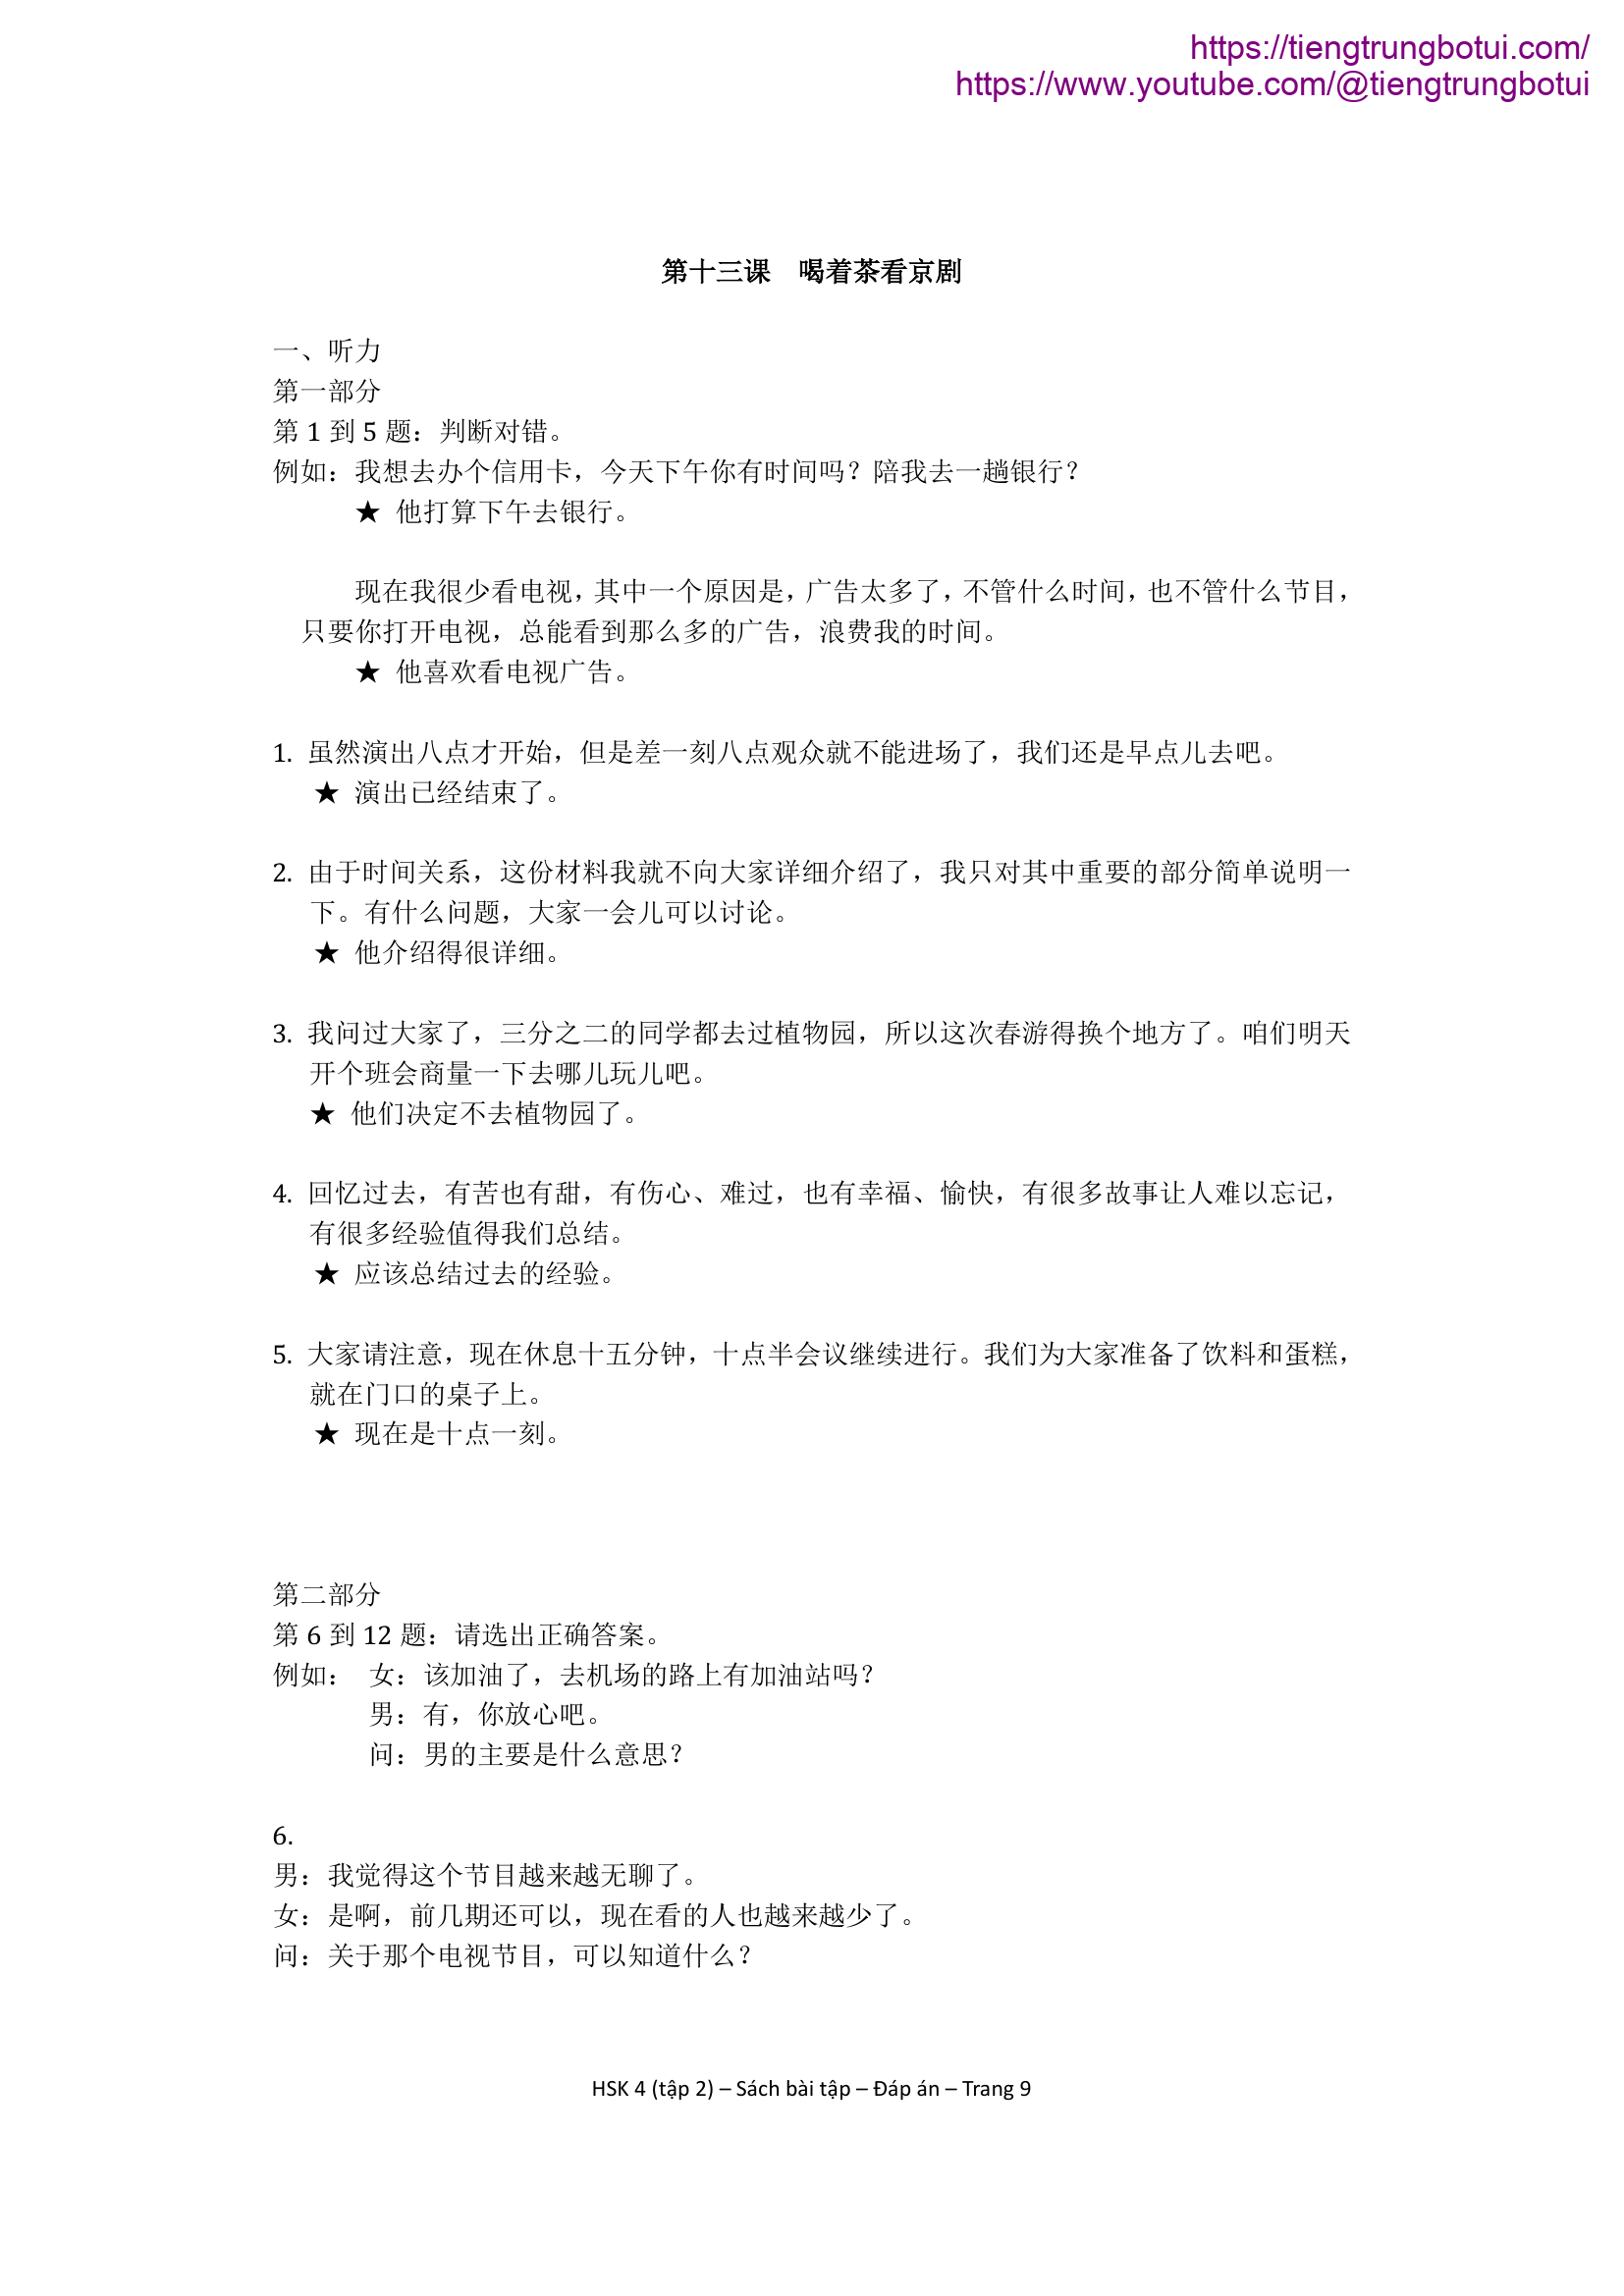 https://tiengtrungbotui.com/
https://www.youtube.com/@tiengtrungbotui
第十三课　喝着茶看京剧
一、听力
第一部分
第 1 到 5 题：判断对错。
例如：我想去办个信用卡，今天下午你有时间吗？陪我去一趟银行？
★ 他打算下午去银行。
现在我很少看电视，其中一个原因是，广告太多了，不管什么时间，也不管什么节目，
只要你打开电视，总能看到那么多的广告，浪费我的时间。
★ 他喜欢看电视广告。
1. 虽然演出八点才开始，但是差一刻八点观众就不能进场了，我们还是早点儿去吧。
★ 演出已经结束了。
2. 由于时间关系，这份材料我就不向大家详细介绍了，我只对其中重要的部分简单说明一
下。有什么问题，大家一会儿可以讨论。
★ 他介绍得很详细。
3. 我问过大家了，三分之二的同学都去过植物园，所以这次春游得换个地方了。咱们明天
开个班会商量一下去哪儿玩儿吧。
★ 他们决定不去植物园了。
4. 回忆过去，有苦也有甜，有伤心、难过，也有幸福、愉快，有很多故事让人难以忘记，
有很多经验值得我们总结。
★ 应该总结过去的经验。
5. 大家请注意，现在休息十五分钟，十点半会议继续进行。我们为大家准备了饮料和蛋糕，
就在门口的桌子上。
★ 现在是十点一刻。
第二部分
第 6 到 12 题：请选出正确答案。
例如： 女：该加油了，去机场的路上有加油站吗？
男：有，你放心吧。
问：男的主要是什么意思？
6.
男：我觉得这个节目越来越无聊了。
女：是啊，前几期还可以，现在看的人也越来越少了。
问：关于那个电视节目，可以知道什么？
HSK 4 (tập 2) – Sách bài tập – Đáp án – Trang 9